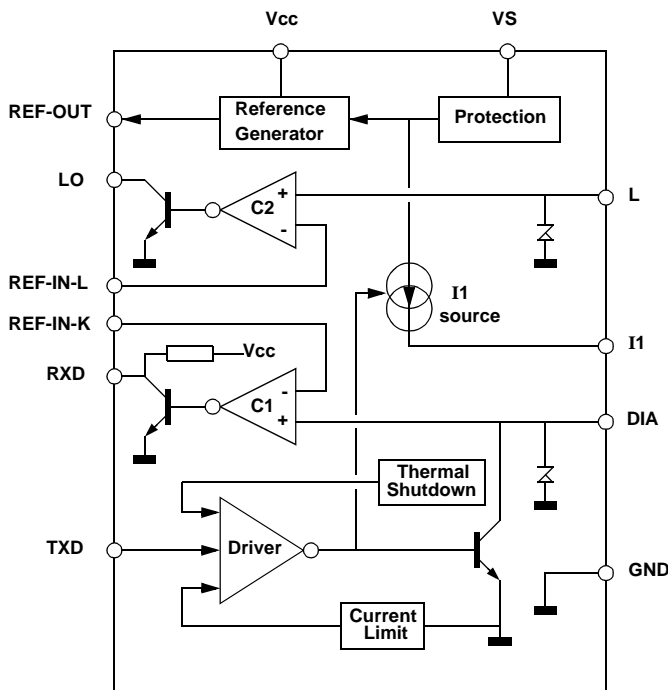 Vcc
VS
REF-OUT
Reference
Generator
Protection
LO
+
C2
-
L
REF-IN-L
I1
source
REF-IN-K
I1
Vcc
RXD
-
C1
+
DIA
Thermal
Shutdown
TXD
Driver
GND
Current
Limit